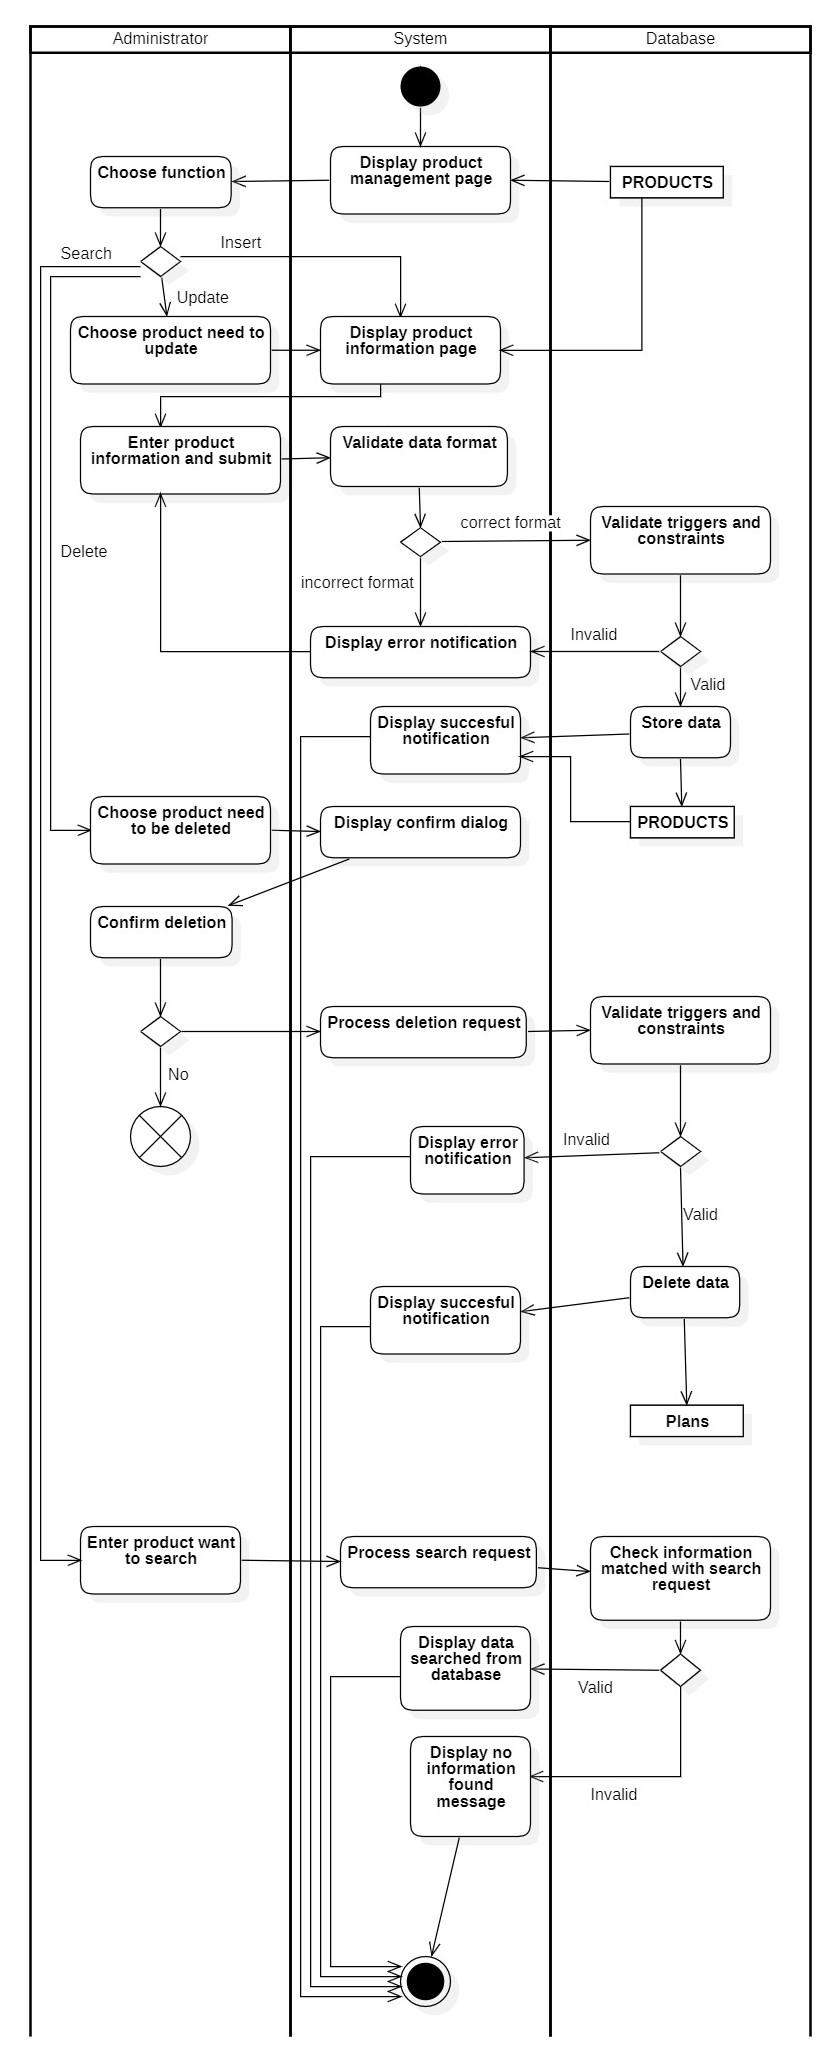 Administrator
System
Database
Display product
management page
Choose function
PRODUCTS
Search
Insert
Update
Choose product need to
update
Display product
information page
Enter product
information and submit
Validate data format
correct format
Validate triggers and
constraints
Delete
incorrect format
Display error notification
Invalid
Valid
Display succesful
notification
Store data
Choose product need
to be deleted
Display confirm dialog
PRODUCTS
Confirm deletion
Process deletion request
Validate triggers and
constraints
No
Display error
notification
Invalid
Valid
Display succesful
notification
Delete data
Plans
Enter product want
to search
Process search request
Check information
matched with search
request
Display data
searched from
database
Valid
Display no
information
found
message
Invalid